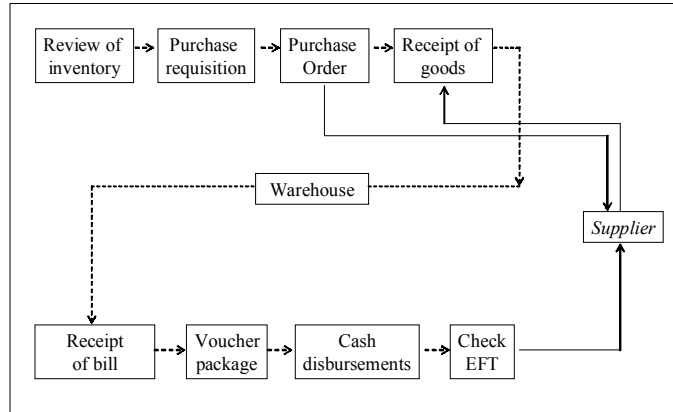 Review of
inventory
Purchase
requisition
Purchase
Order
Receipt of
goods
Warehouse
Supplier
Receipt
of bill
Voucher
package
Cash
disbursements
Check
EFT